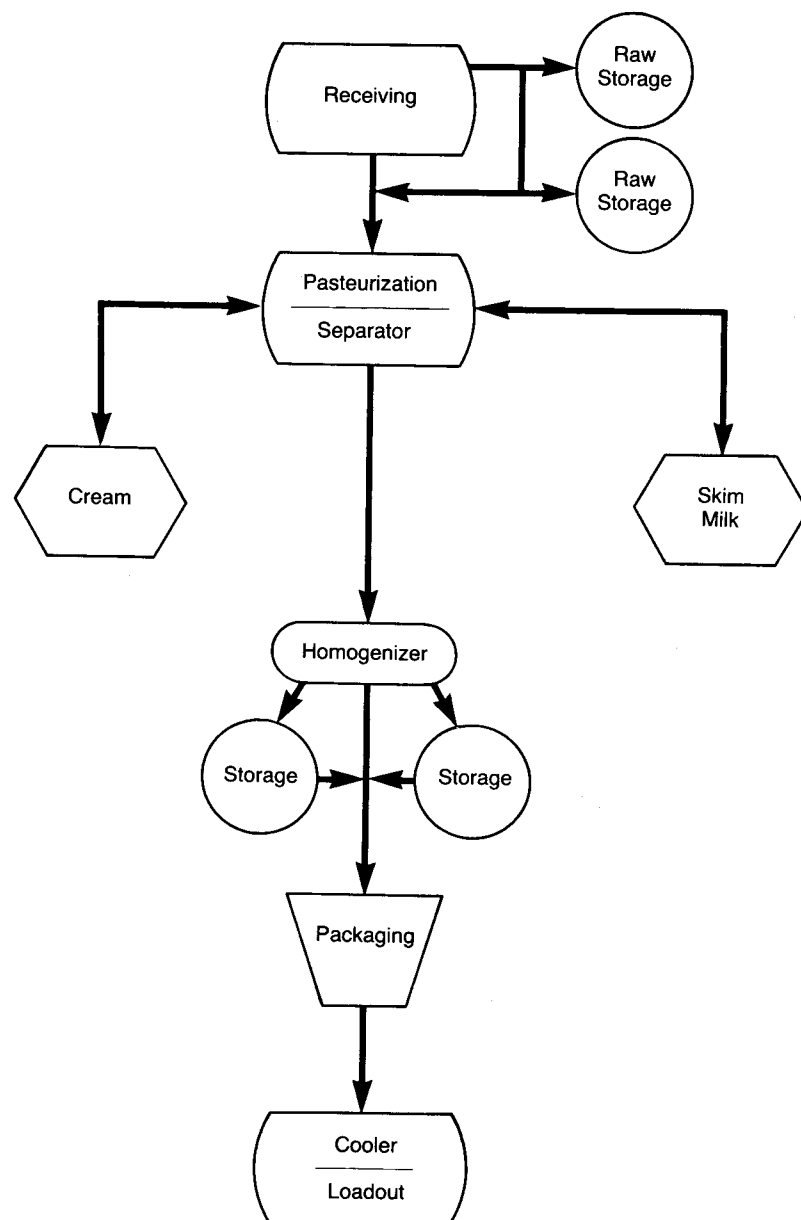 Receiving
Raw
Storage
Raw
Storage
Pasteurization
Separator
Cream
Skim
Milk
Homogenizer
Storage
Storage
Packaging
Cooler
Loadout